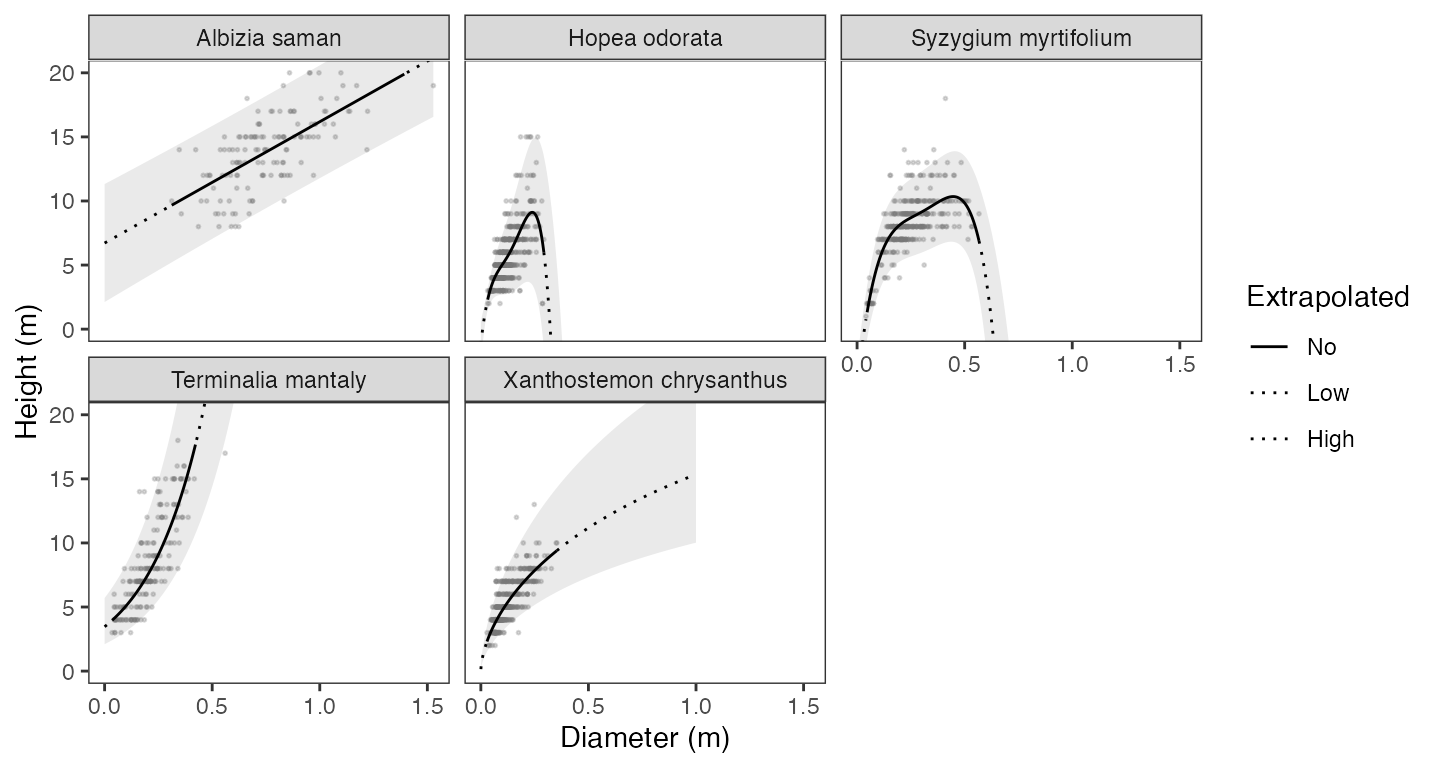 Albizia saman
Hopea odorata
Syzygium myrtifolium
20
15
10
5
0
0.0 0.5 1.0 1.5
Terminalia mantaly
Xanthostemon chrysanthus
20
15
10
5
0
0.0 0.5 1.0 1.5
0.0 0.5 1.0 1.5
Height (m)
Diameter (m)
Extrapolated
No
Low
High